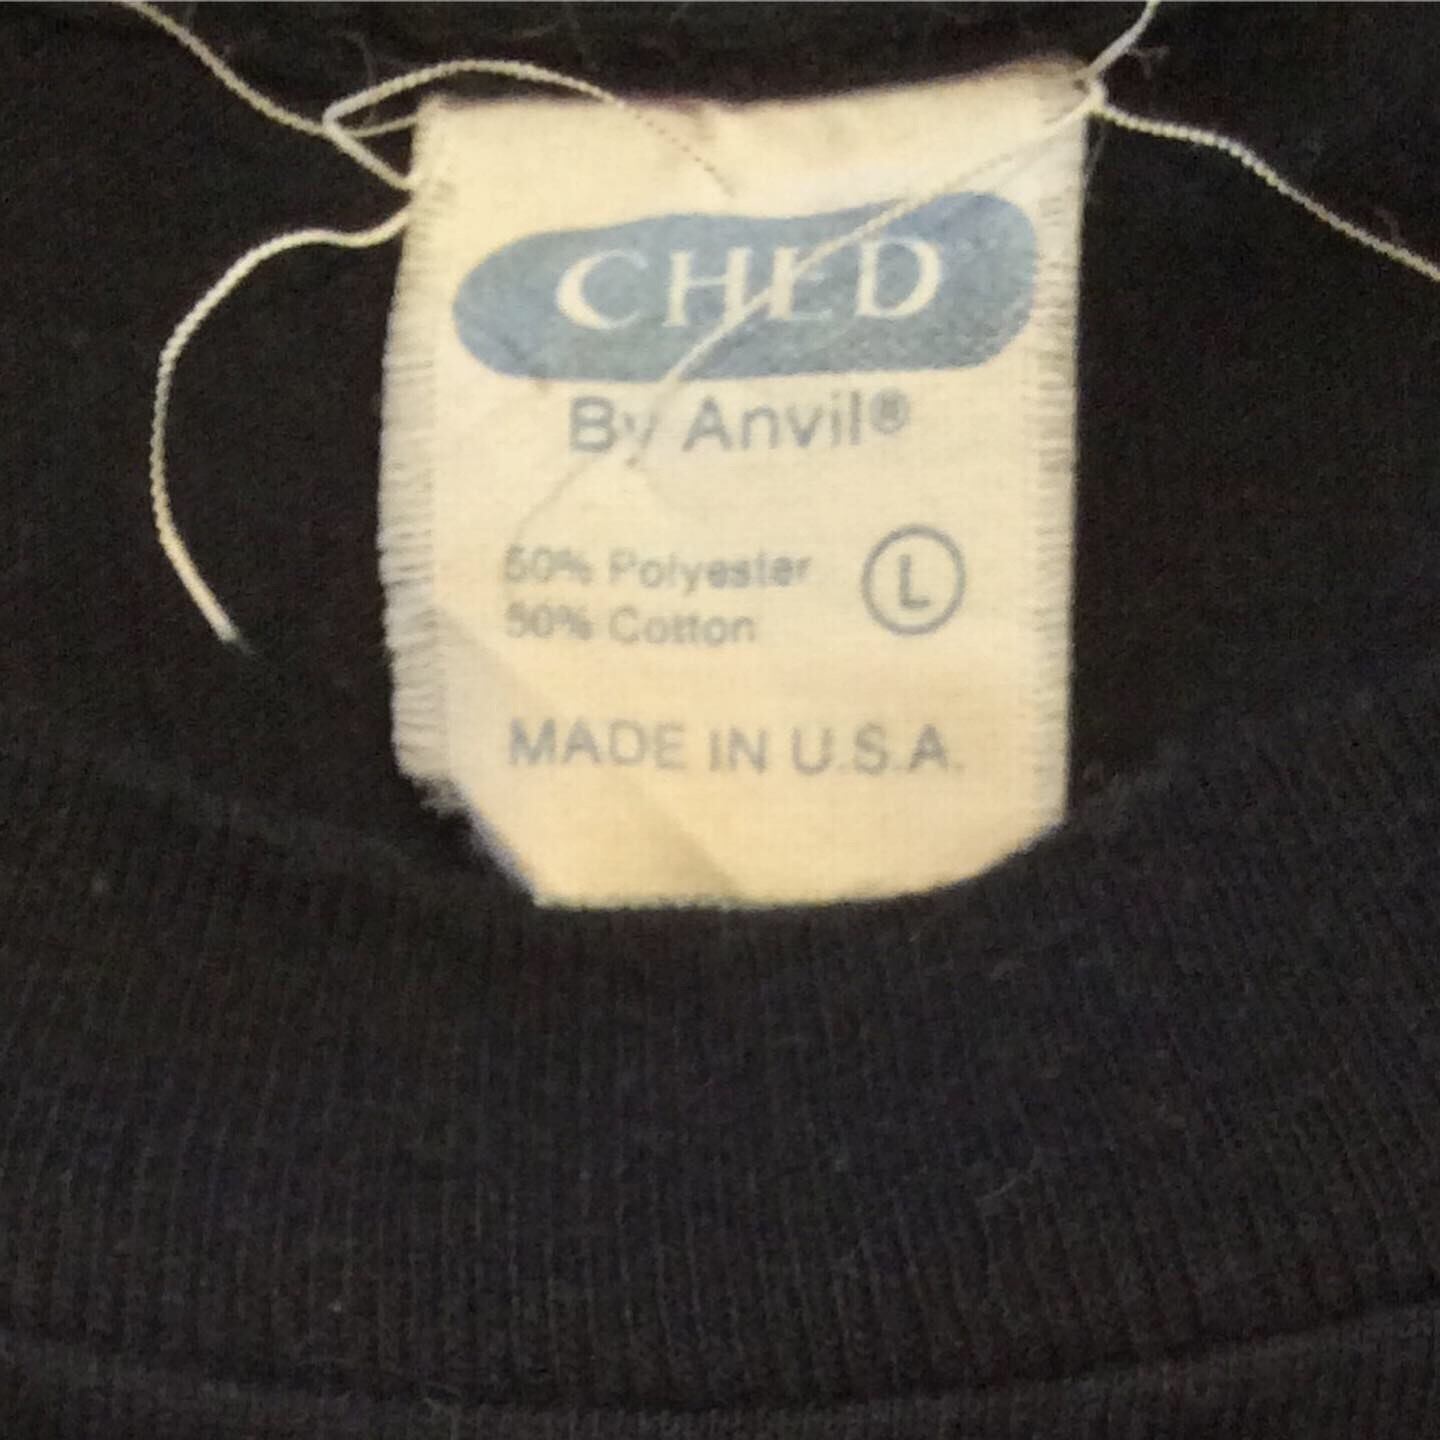 CHED
By Anvil®
50% Polyester
50% Cotton
L
MADE IN U.S.A.